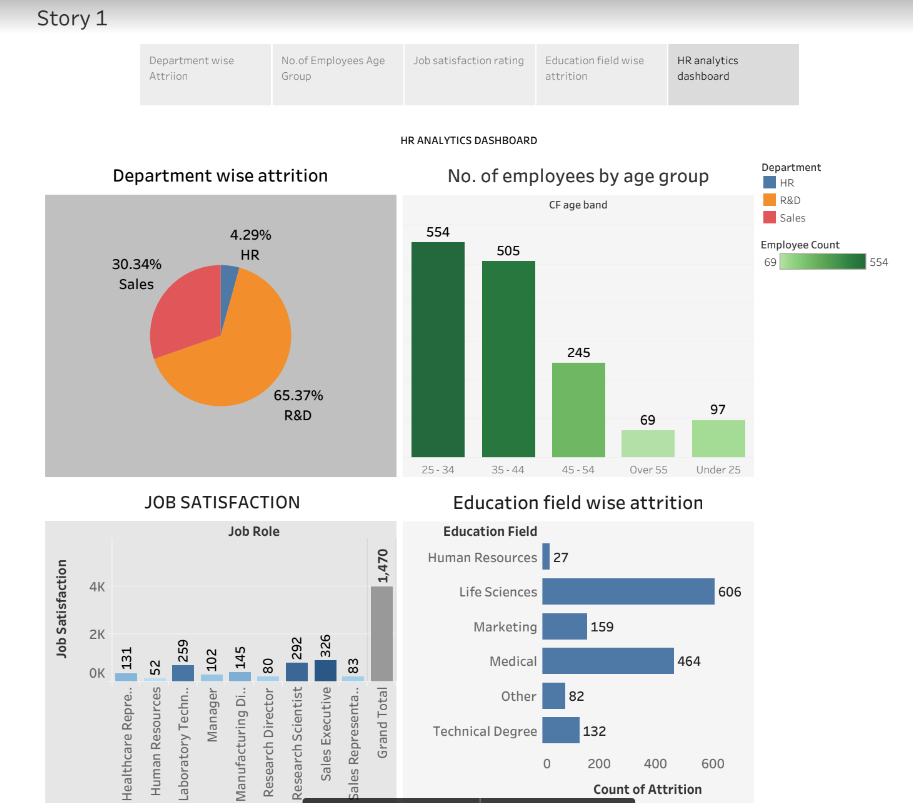 Story 1
Department wise
Attriion
No.of Employees Age
Group
Job satisfaction rating
Education field wise
attrition
HR analytics
dashboard
HR ANALYTICS DASHBOARD
Department wise attrition
4.29%
HR
30.34%
Sales
65.37%
R&D
No. of employees by age group
CF age band
554
505
245
69
97
25 - 34
35 - 44
45 - 54
Over 55
Under 25
Department
HR
R&D
Sales
Employee Count
69
554
JOB SATISFACTION
Job Role
Job Satisfaction
4K
2K
0K
131
52
259
102
145
80
292
326
83
1,470
Healthcare Repre..
Human Resources
Laboratory Techn..
Manager
Manufacturing Di..
Research Director
Research Scientist
Sales Executive
Sales Representa..
Grand Total
Education field wise attrition
Education Field
Human Resources 27
Life Sciences 606
Marketing 159
Medical 464
Other 82
Technical Degree 132
0 200 400 600
Count of Attrition